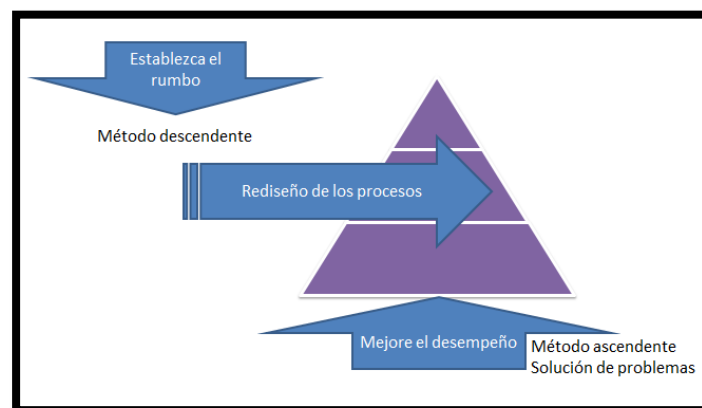 Establezca el
rumbo
Método descendente
Rediseño de los procesos
Mejore el desempeño
Método ascendente
Solución de problemas